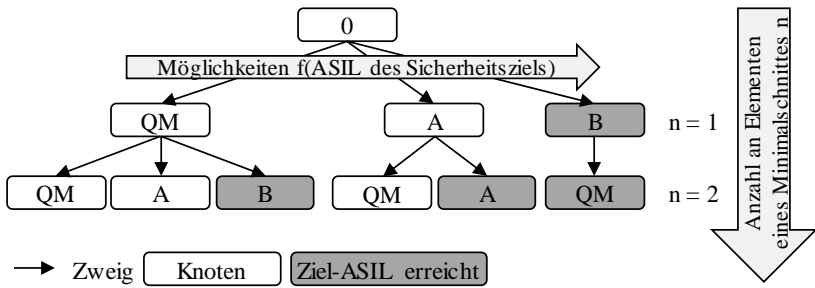 0
Möglichkeiten f(ASIL des Sicherheitsziels)
QM A B n = 1
QM A B QM A QM n = 2
Zweig Knoten Ziel-ASIL erreicht
Anzahl an Elementen
eines Minimalschnittes n